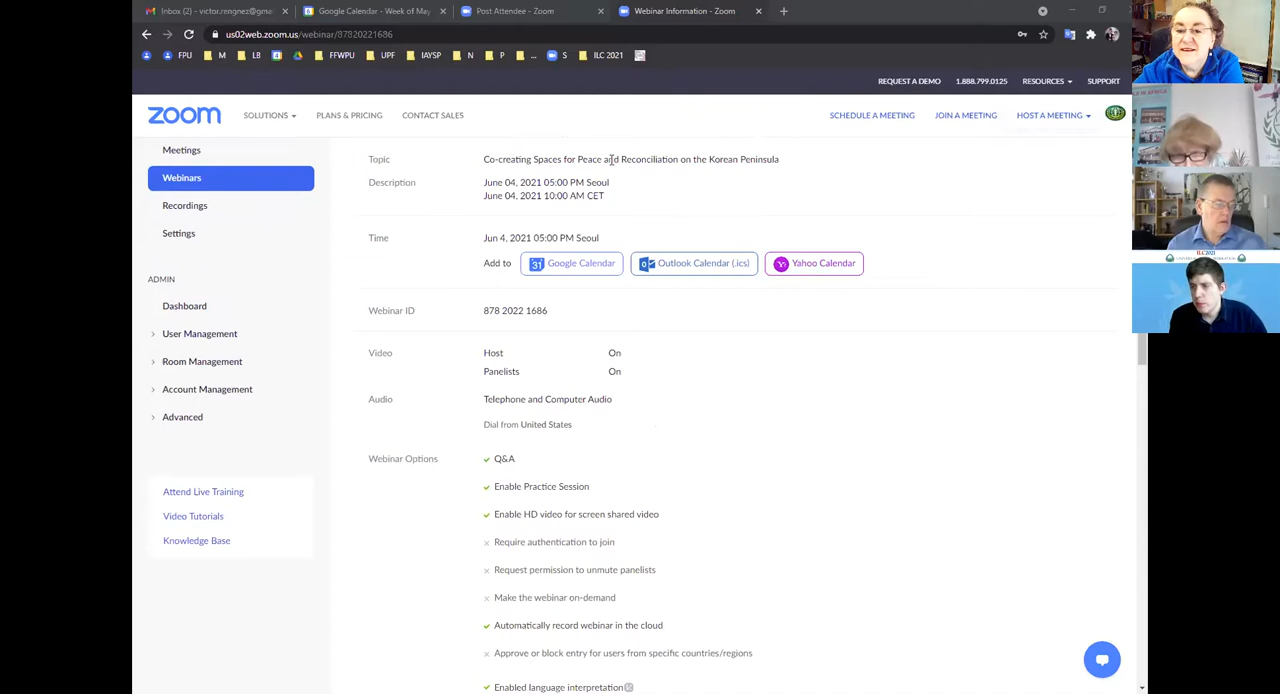 Inbox (2) - victor.rengnez@gma
Google Calendar - Week of May
Post Attendee - Zoom
Webinar Information - Zoom
us02web.zoom.us/webinar/87820221686
FPU
M
LB
FFWPU
UPF
IAYSP
N
P
...
S
ILC 2021
REQUEST A DEMO
1.888.799.0125
RESOURCES
SUPPORT
zoom
SOLUTIONS
PLANS & PRICING
CONTACT SALES
SCHEDULE A MEETING
JOIN A MEETING
HOST A MEETING
Meetings
Webinars
Recordings
Settings
ADMIN
Dashboard
User Management
Room Management
Account Management
Advanced
Attend Live Training
Video Tutorials
Knowledge Base
Topic
Co-creating Spaces for Peace and Reconciliation on the Korean Peninsula
Description
June 04, 2021 05:00 PM Seoul
June 04, 2021 10:00 AM CET
Time
Jun 4, 2021 05:00 PM Seoul
Add to
31 Google Calendar
Outlook Calendar (.ics)
Yahoo Calendar
Webinar ID
878 2022 1686
Video
Host On
Panelists On
Audio
Telephone and Computer Audio
Dial from United States
Webinar Options
Q&A
Enable Practice Session
Enable HD video for screen shared video
Require authentication to join
Request permission to unmute panelists
Make the webinar on-demand
Automatically record webinar in the cloud
Approve or block entry for users from specific countries/regions
Enabled language interpretation
ILC2021